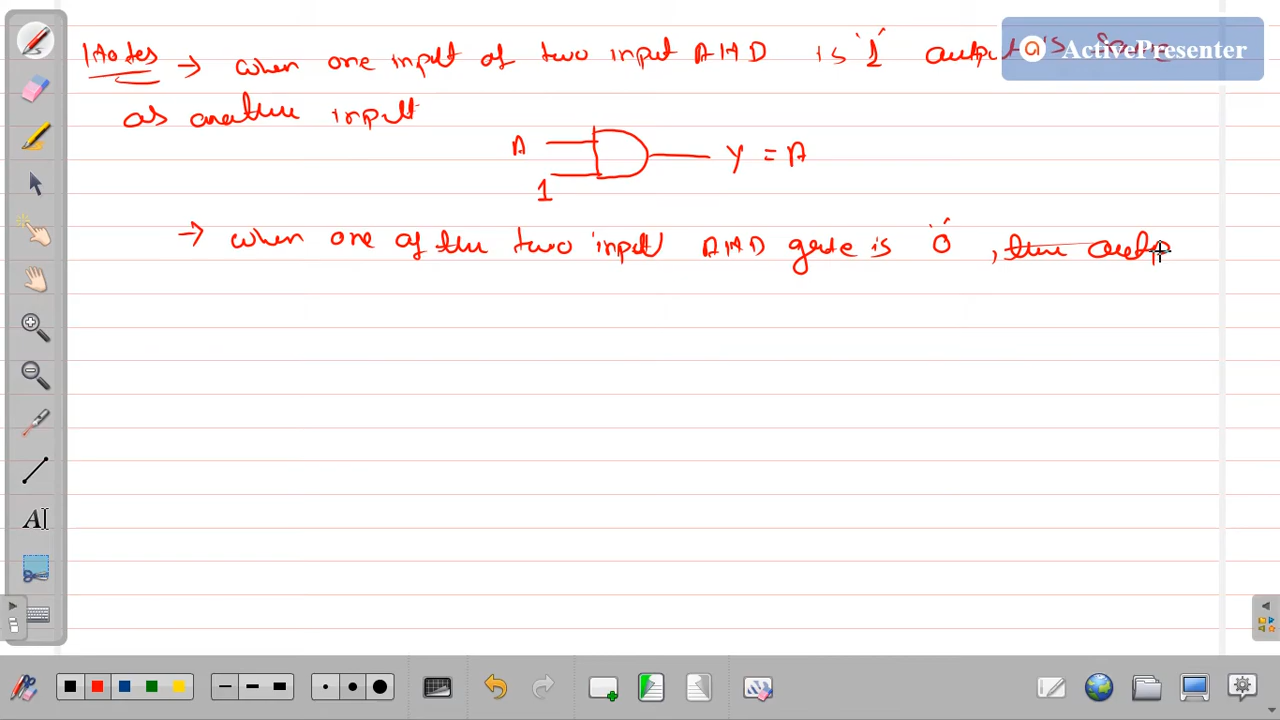 Notes → when one input of two input AND is '1' output is same
ActivePresenter
as another input
A
Y = A
1
→ when one of the two input AND gate is '0', the outp
A